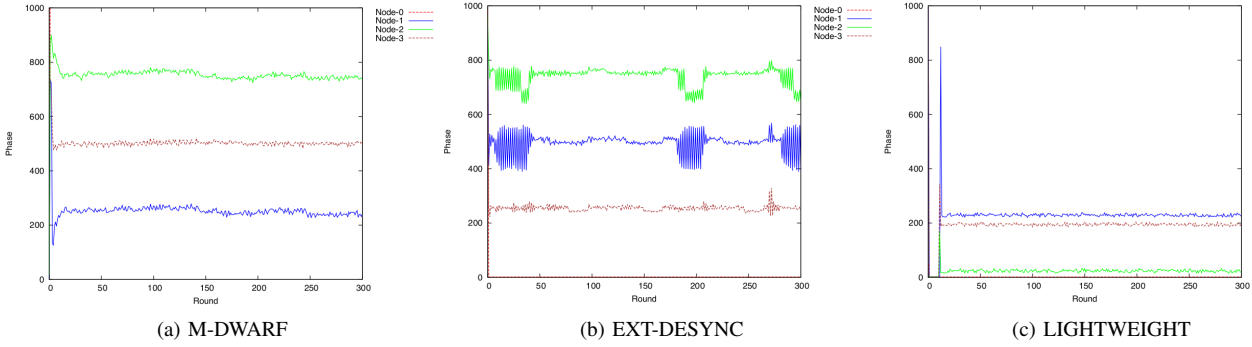 1000
800
600
400
200
0
Phase
0 50 100 150 200 250 300
Round
Node-0
Node-1
Node-2
Node-3
(a) M-DWARF
1000
800
600
400
200
0
Phase
0 50 100 150 200 250 300
Round
Node-0
Node-1
Node-2
Node-3
(b) EXT-DESYNC
1000
800
600
400
200
0
Phase
0 50 100 150 200 250 300
Round
Node-0
Node-1
Node-2
Node-3
(c) LIGHTWEIGHT